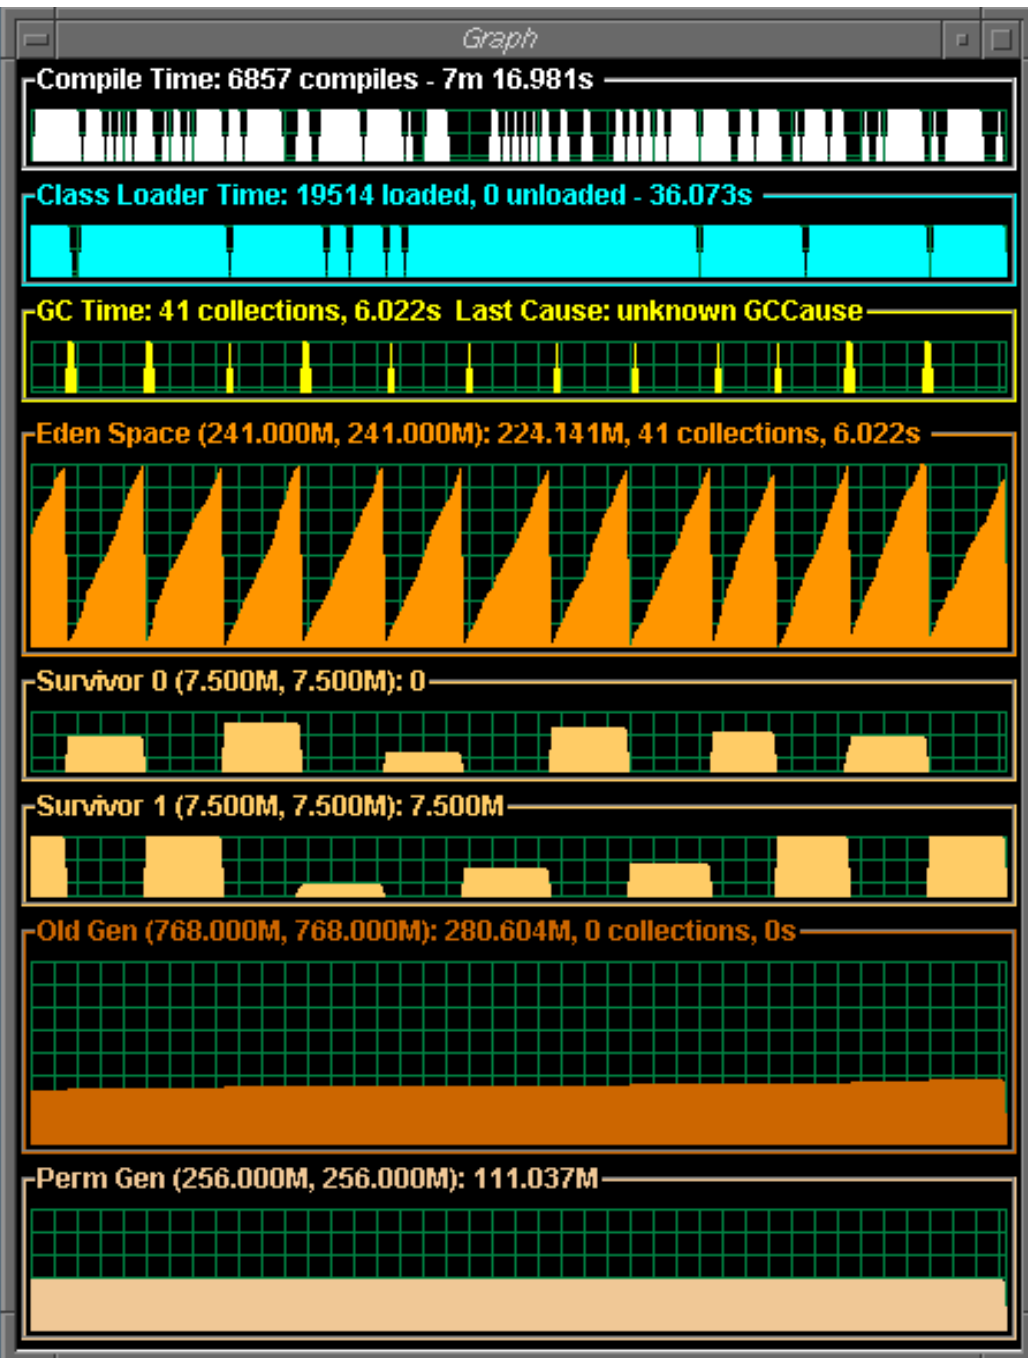 Graph
Compile Time: 6857 compiles - 7m 16.981s
Class Loader Time: 19514 loaded, 0 unloaded - 36.073s
GC Time: 41 collections, 6.022s  Last Cause: unknown GCCause
Eden Space (241.000M, 241.000M): 224.141M, 41 collections, 6.022s
Survivor 0 (7.500M, 7.500M): 0
Survivor 1 (7.500M, 7.500M): 7.500M
Old Gen (768.000M, 768.000M): 280.604M, 0 collections, 0s
Perm Gen (256.000M, 256.000M): 111.037M